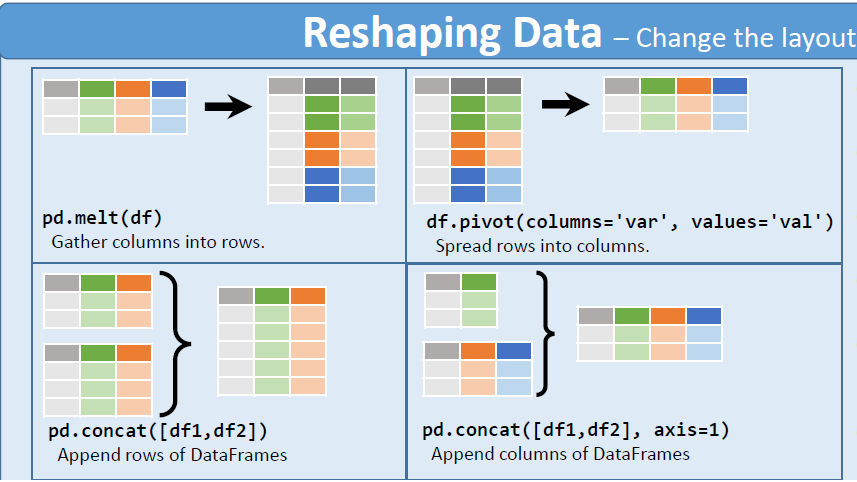 Reshaping Data – Change the layout
pd.melt(df)
Gather columns into rows.
df.pivot(columns='var', values='val')
Spread rows into columns.
pd.concat([df1,df2])
Append rows of DataFrames
pd.concat([df1,df2], axis=1)
Append columns of DataFrames